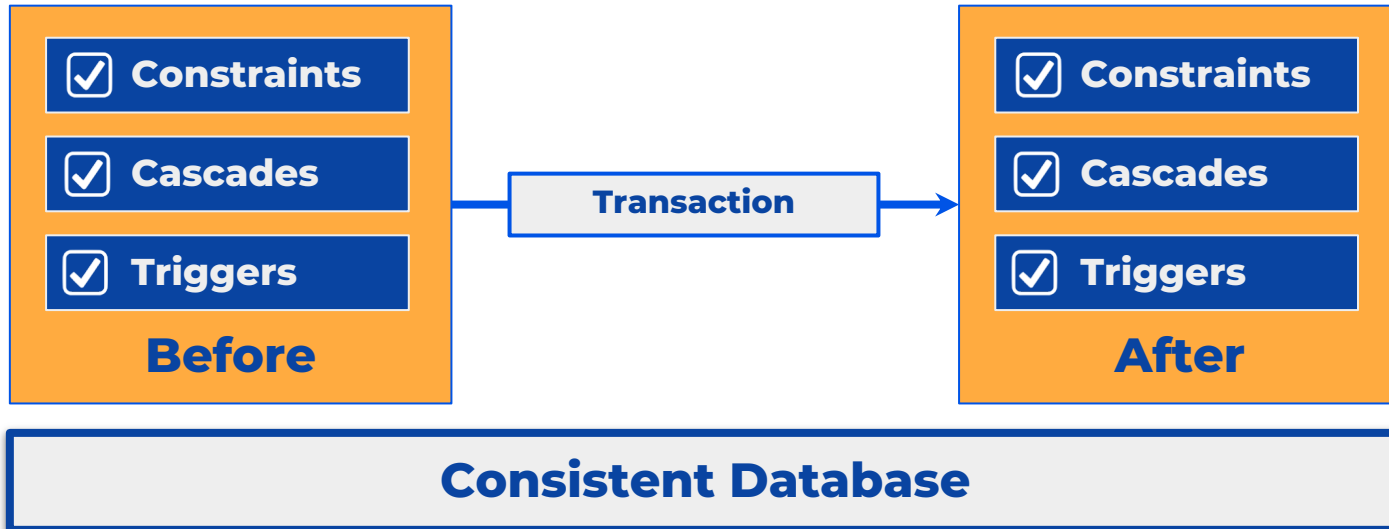 Constraints
Cascades
Triggers
Before
Transaction
Constraints
Cascades
Triggers
After
Consistent Database